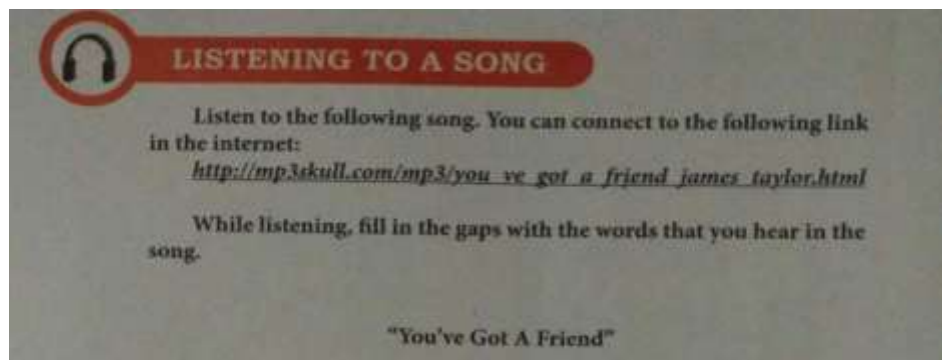 LISTENING TO A SONG
Listen to the following song. You can connect to the following link
in the internet:
http://mp3skull.com/mp3/you_ve_got_a_friend_james_taylor.html
While listening, fill in the gaps with the words that you hear in the
song.
"You've Got A Friend"